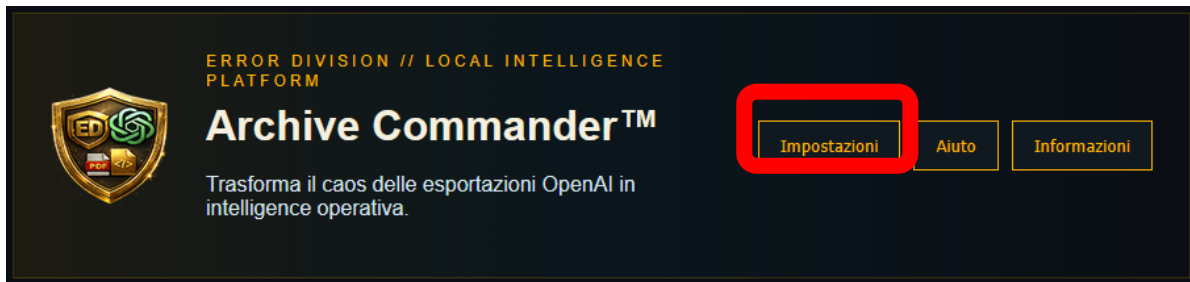 ERROR DIVISION // LOCAL INTELLIGENCE
PLATFORM
Archive Commander™
Trasforma il caos delle esportazioni OpenAI in
intelligence operativa.
ED
PDF
</>
Impostazioni
Aiuto
Informazioni